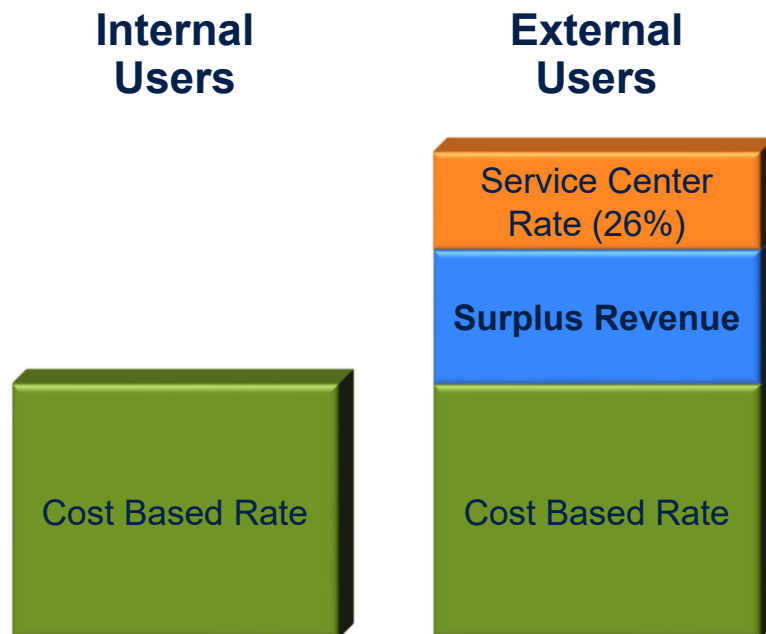 Internal
Users
External
Users
Service Center
Rate (26%)
Surplus Revenue
Cost Based Rate
Cost Based Rate